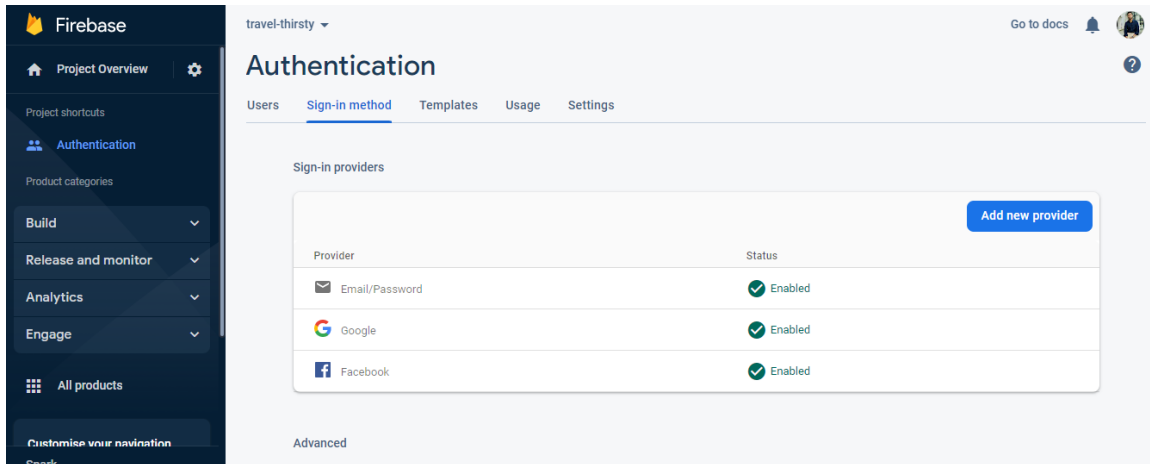 Firebase
Project Overview
Project shortcuts
Authentication
Product categories
Build
Release and monitor
Analytics
Engage
All products
Customise your navigation
Spark
travel-thirsty
Go to docs
Authentication
Users Sign-in method Templates Usage Settings
Sign-in providers
Add new provider
Provider Status
Email/Password Enabled
Google Enabled
Facebook Enabled
Advanced